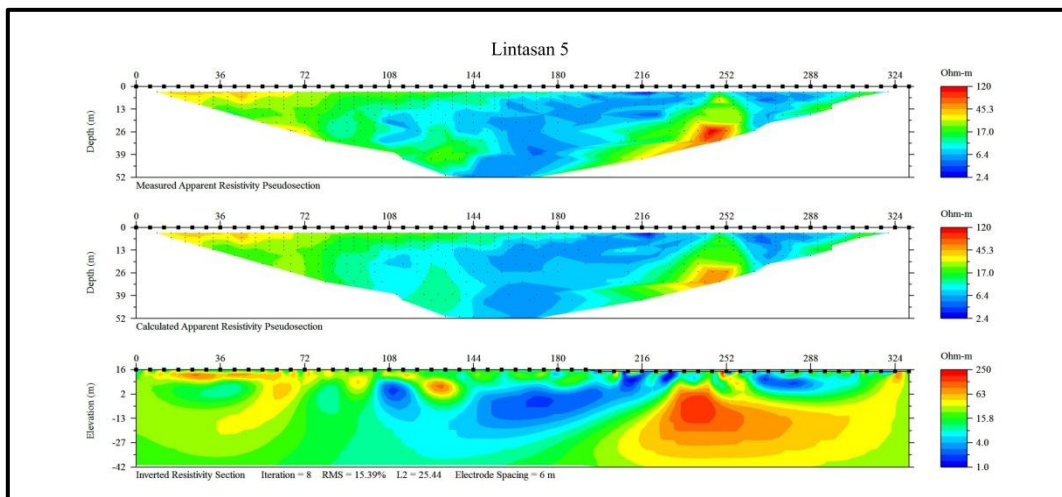 Lintasan 5
0 36 72 108 144 180 216 252 288 324
Ohm-m
Depth (m)
0
13
26
39
52
120
45.3
17.0
6.4
2.4
Measured Apparent Resistivity Pseudosection
0 36 72 108 144 180 216 252 288 324
Ohm-m
Depth (m)
0
13
26
39
52
120
45.3
17.0
6.4
2.4
Calculated Apparent Resistivity Pseudosection
0 36 72 108 144 180 216 252 288 324
Ohm-m
Elevation (m)
16
2
-13
-27
-42
250
63
15.8
4.0
1.0
Inverted Resistivity Section Iteration = 8 RMS = 15.39% L2 = 25.44 Electrode Spacing = 6 m